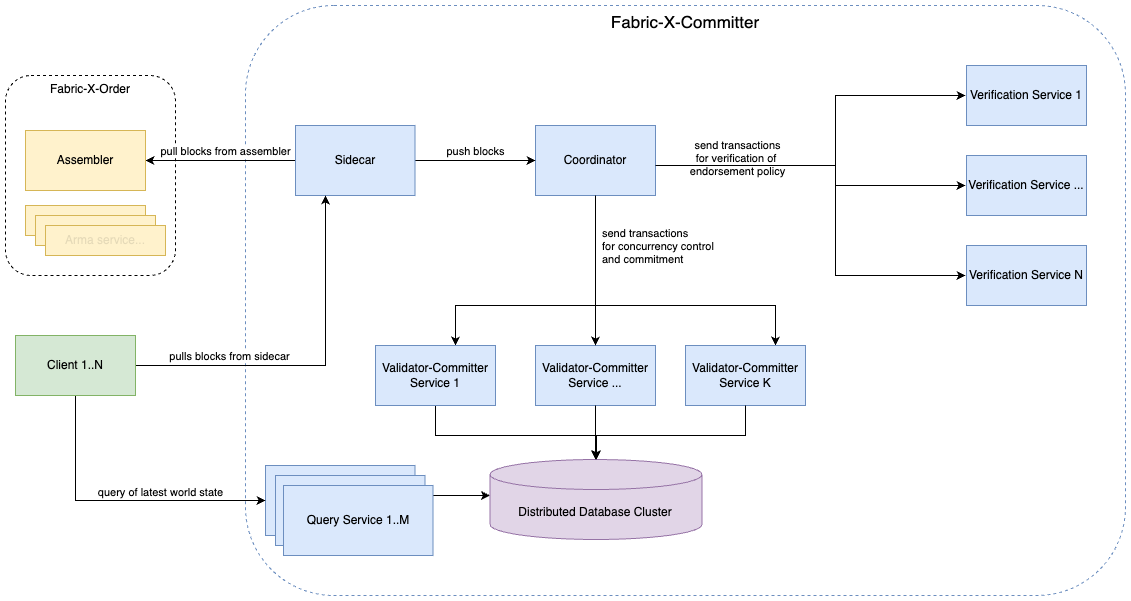 Fabric-X-Committer
Fabric-X-Order
Assembler
Arma service...
pull blocks from assembler
Sidecar
push blocks
Coordinator
send transactions
for verification of
endorsement policy
Verification Service 1
Verification Service ...
Verification Service N
send transactions
for concurrency control
and commitment
Client 1..N
pulls blocks from sidecar
Validator-Committer
Service 1
Validator-Committer
Service ...
Validator-Committer
Service K
query of latest world state
Query Service 1..M
Distributed Database Cluster